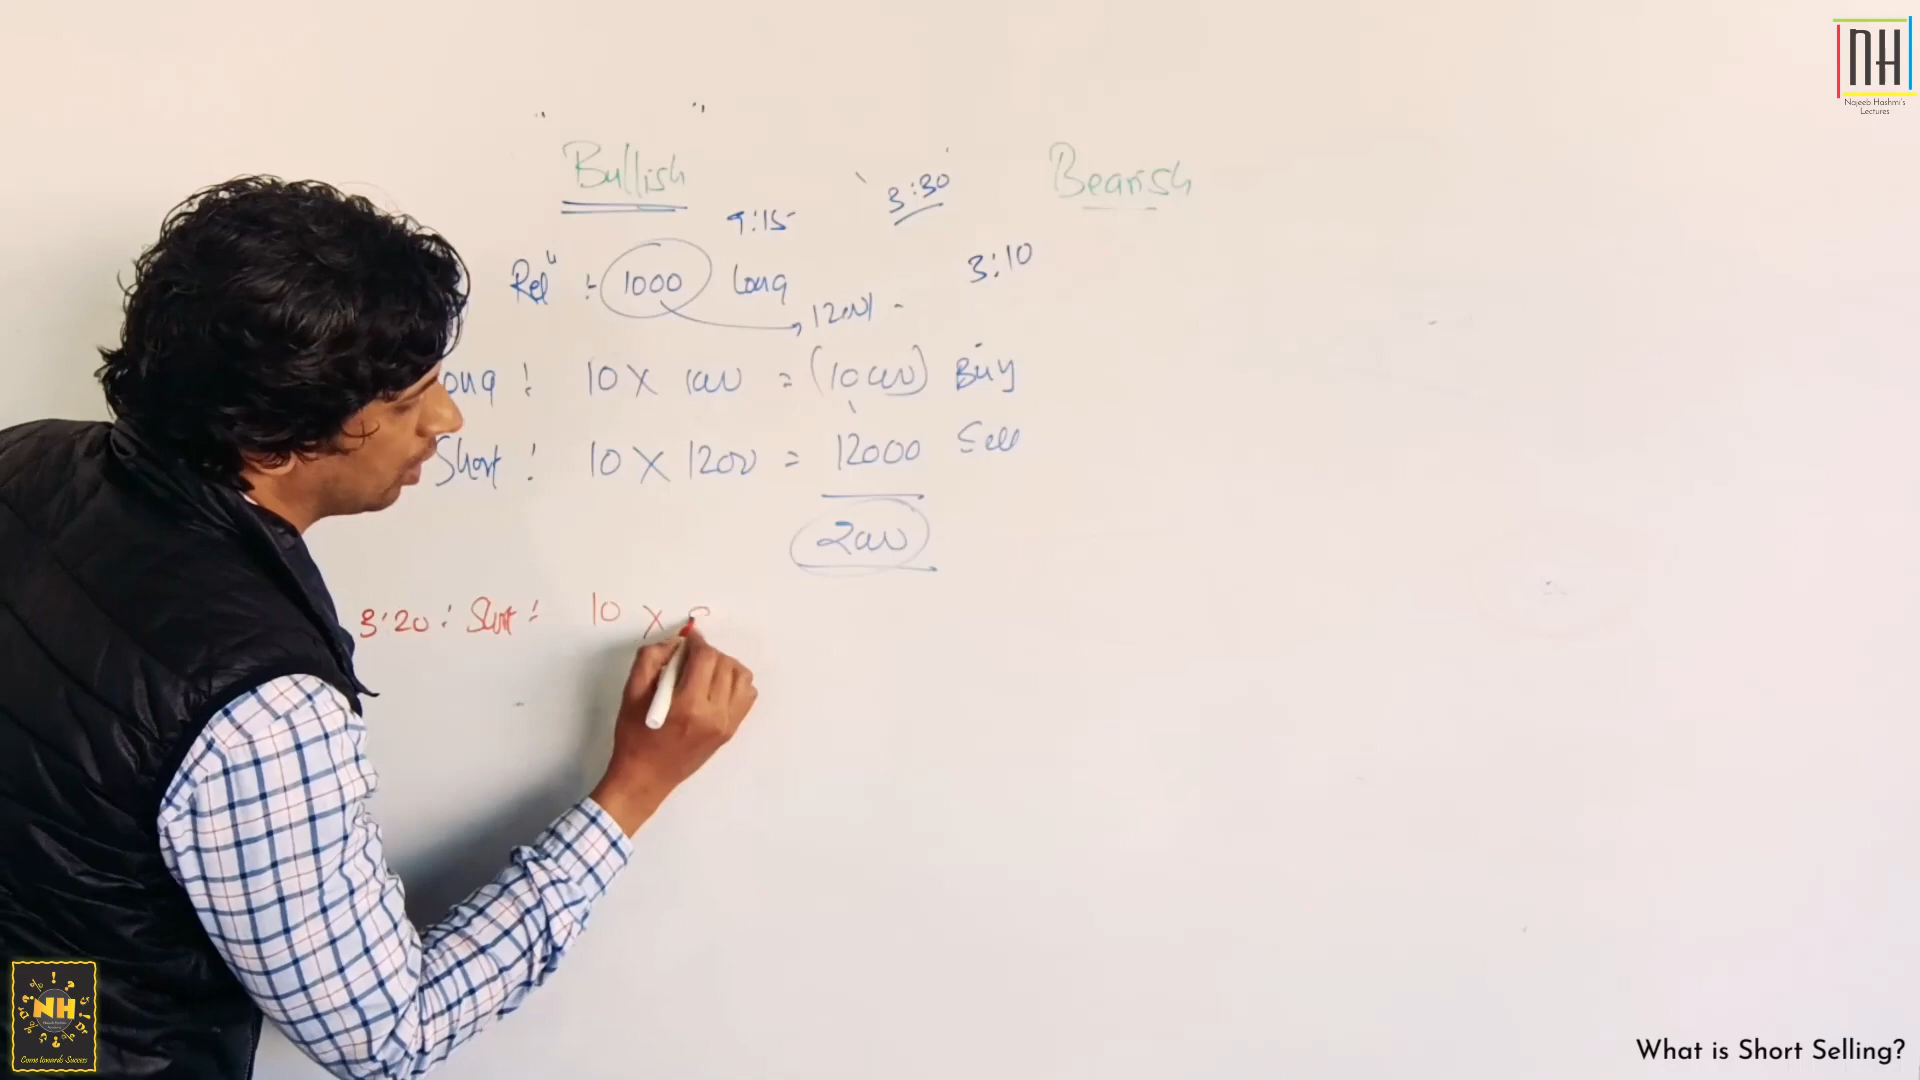 NH
Najeeb Hashmi's
Lectures
Bullish
Bearish
3:30
9:15
3:10
Rel" :- 1000 Long
1200/-
ong : 10 X 1000 = (10000) Buy
Short : 10 X 1200 = 12000 Sell
2000
3:20 : Short : 10 X
NH
Come towards Success
What is Short Selling?